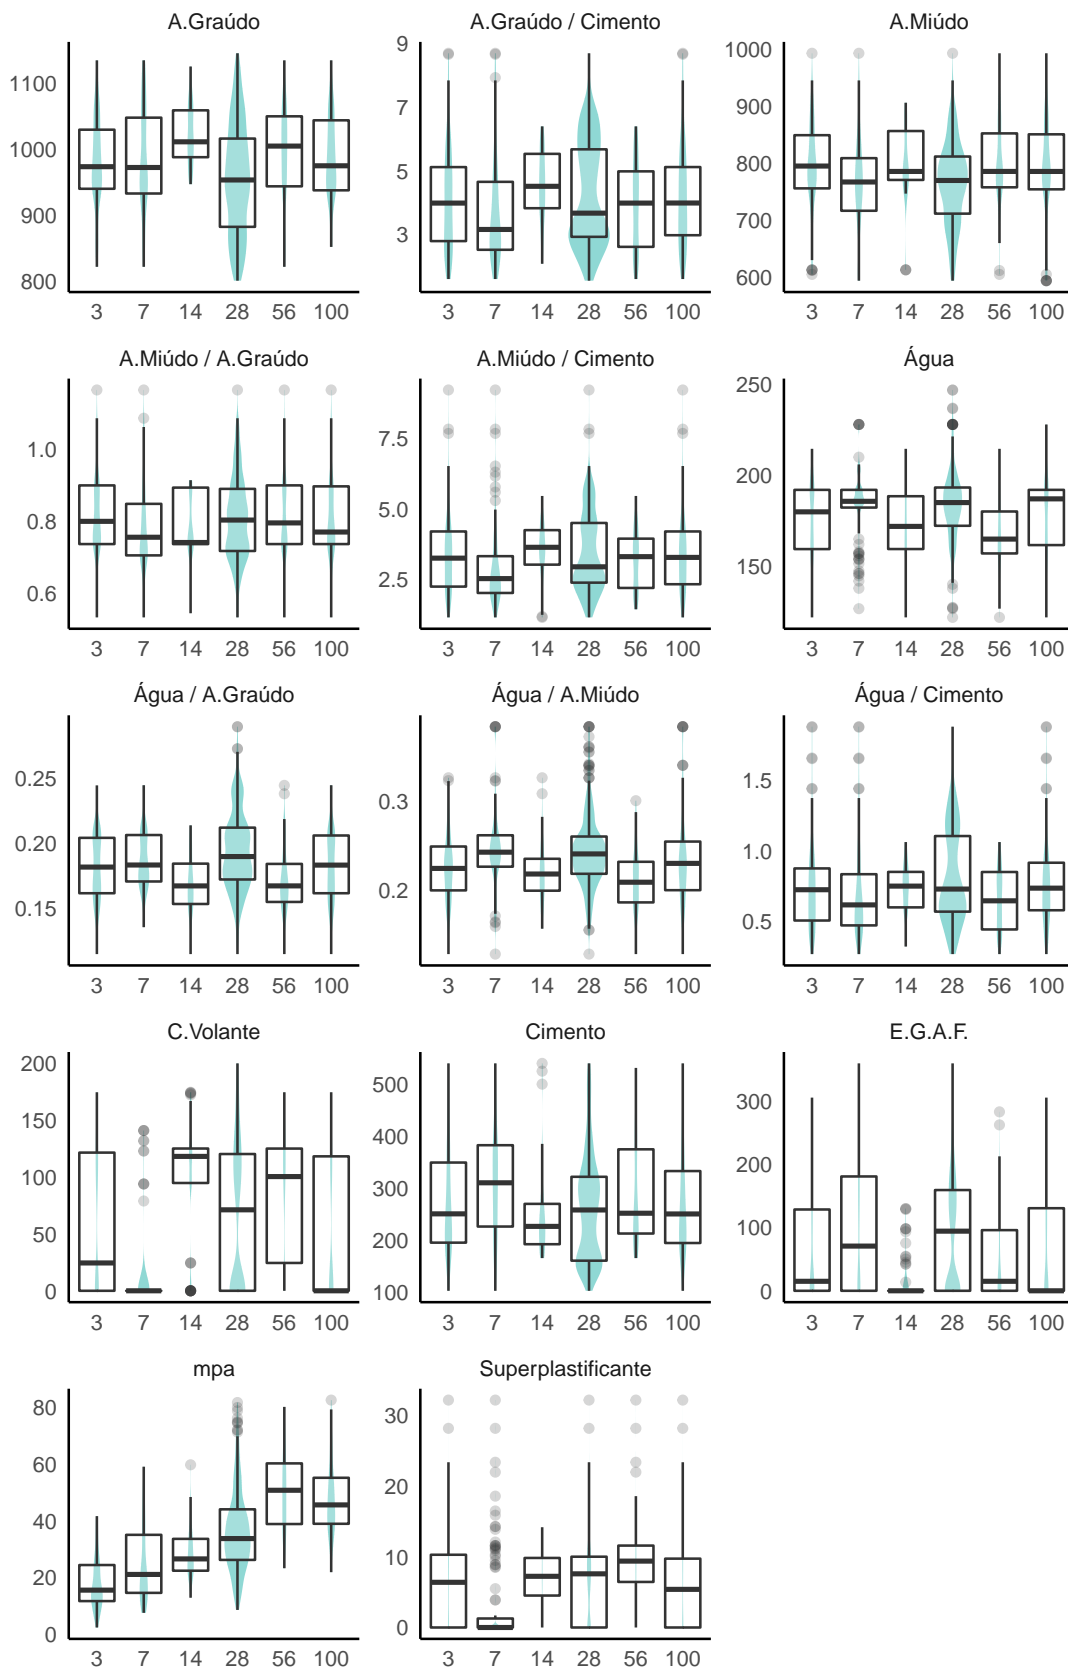 A.Graúdo
A.Graúdo / Cimento
A.Miúdo
1100
1000
900
800
3 7 14 28 56 100
9
7
5
3
3 7 14 28 56 100
1000
900
800
700
600
3 7 14 28 56 100
A.Miúdo / A.Graúdo
A.Miúdo / Cimento
Água
1.0
0.8
0.6
3 7 14 28 56 100
7.5
5.0
2.5
3 7 14 28 56 100
250
200
150
3 7 14 28 56 100
Água / A.Graúdo
Água / A.Miúdo
Água / Cimento
0.25
0.20
0.15
3 7 14 28 56 100
0.3
0.2
3 7 14 28 56 100
1.5
1.0
0.5
3 7 14 28 56 100
C.Volante
Cimento
E.G.A.F.
200
150
100
50
0
3 7 14 28 56 100
500
400
300
200
100
3 7 14 28 56 100
300
200
100
0
3 7 14 28 56 100
mpa
Superplastificante
80
60
40
20
0
3 7 14 28 56 100
30
20
10
0
3 7 14 28 56 100